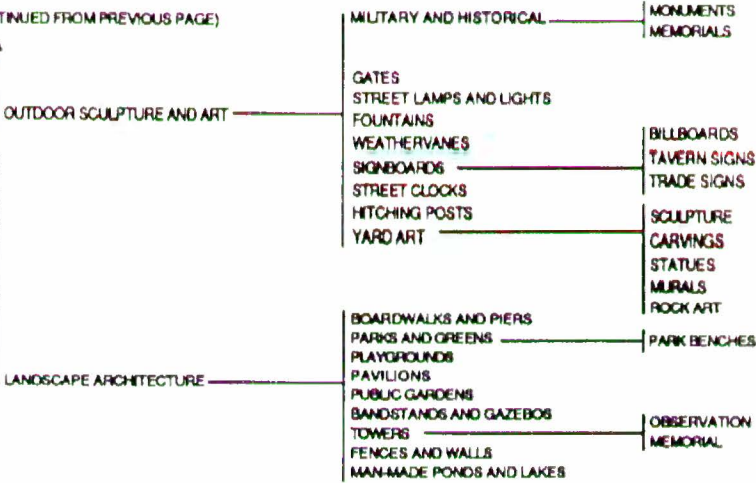 TINUED FROM PREVIOUS PAGE)
MILITARY AND HISTORICAL
MONUMENTS
MEMORIALS
OUTDOOR SCULPTURE AND ART
GATES
STREET LAMPS AND LIGHTS
FOUNTAINS
WEATHERVANES
SIGNBOARDS
BILLBOARDS
TAVERN SIGNS
TRADE SIGNS
STREET CLOCKS
HITCHING POSTS
YARD ART
SCULPTURE
CARVINGS
STATUES
MURALS
ROCK ART
LANDSCAPE ARCHITECTURE
BOARDWALKS AND PIERS
PARKS AND GREENS
PARK BENCHES
PLAYGROUNDS
PAVILIONS
PUBLIC GARDENS
BANDSTANDS AND GAZEBOS
TOWERS
OBSERVATION
MEMORIAL
FENCES AND WALLS
MAN-MADE PONDS AND LAKES